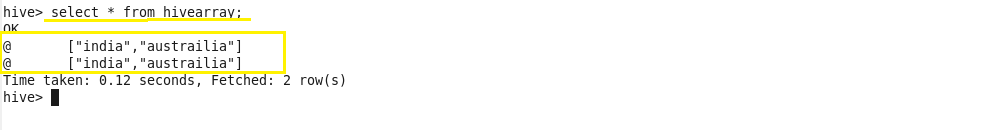 hive> select * from hivearray;
OK
@ ["india","austrailia"]
@ ["india","austrailia"]
Time taken: 0.12 seconds, Fetched: 2 row(s)
hive>